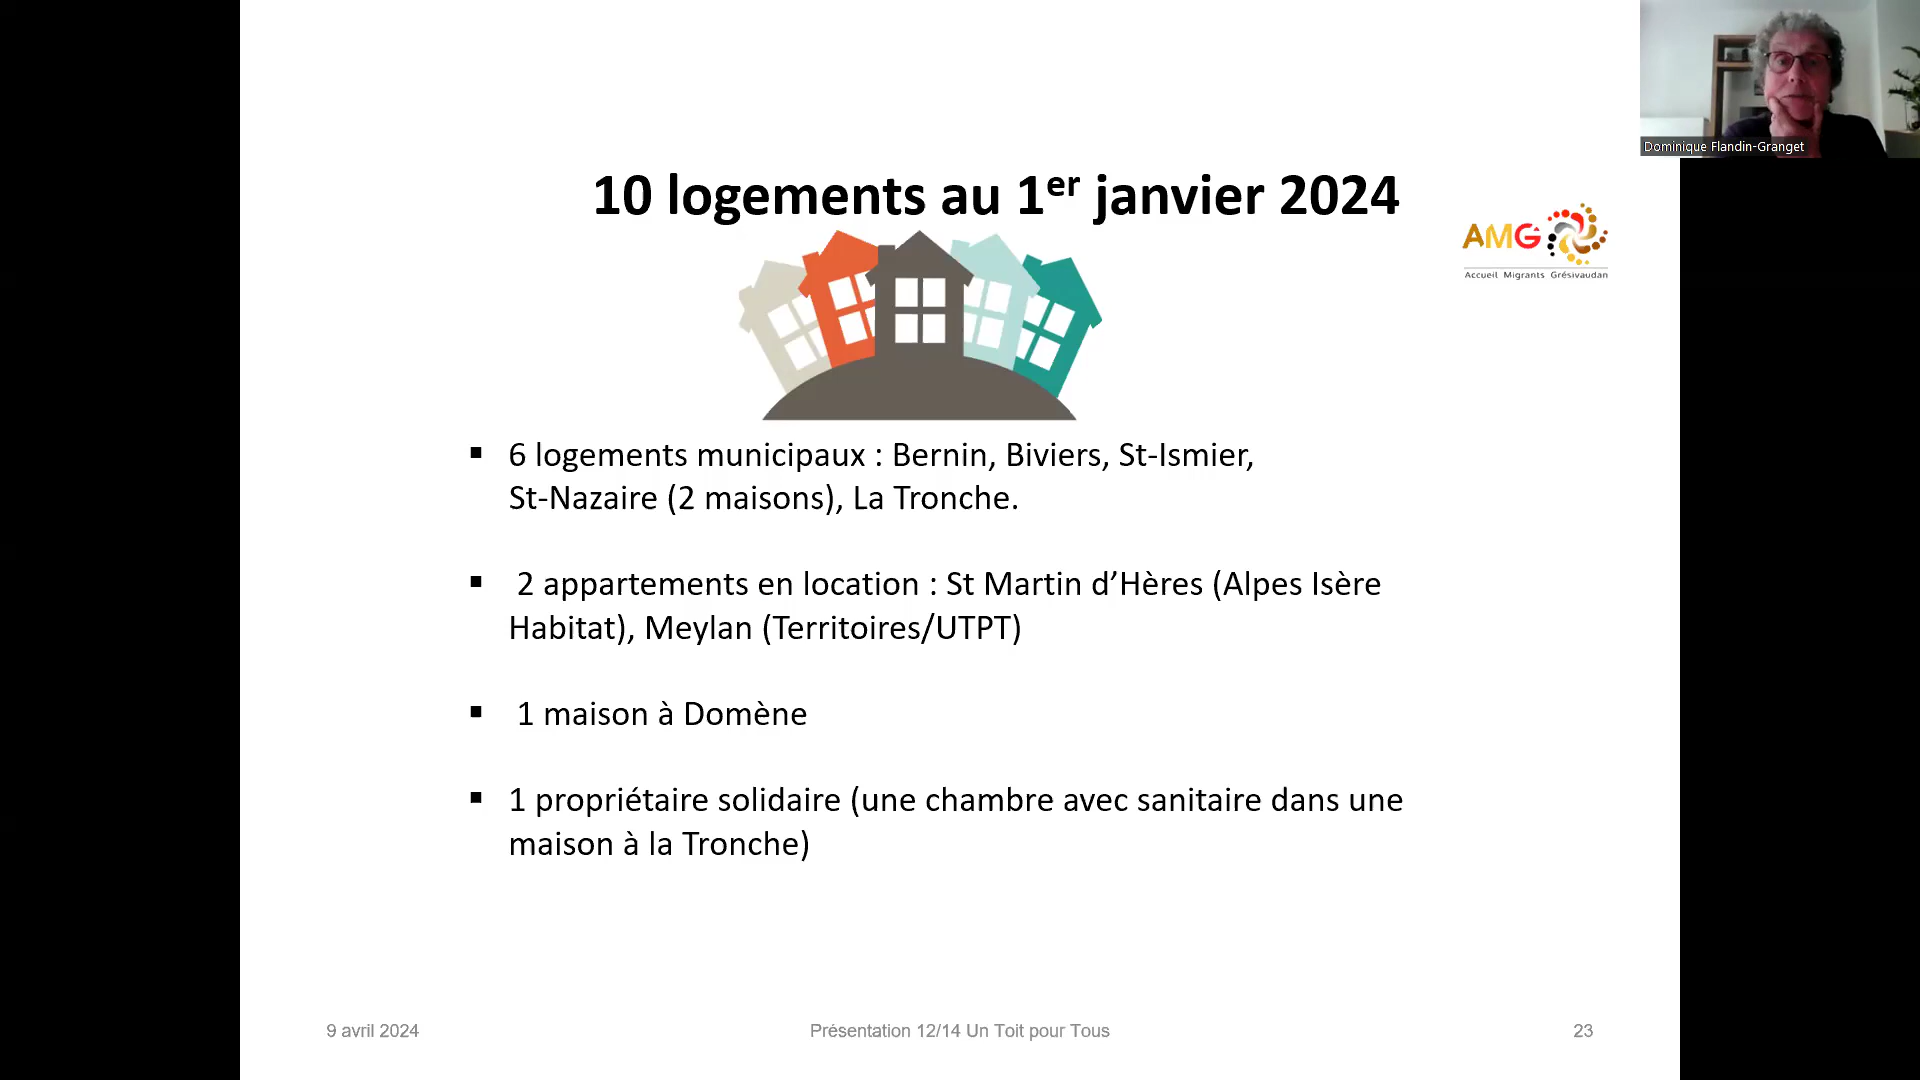 Dominique Flandin-Granget
10 logements au 1er janvier 2024
AMG
Accueil Migrants Grésivaudan
▪ 6 logements municipaux : Bernin, Biviers, St-Ismier,
St-Nazaire (2 maisons), La Tronche.
▪ 2 appartements en location : St Martin d’Hères (Alpes Isère
Habitat), Meylan (Territoires/UTPT)
▪ 1 maison à Domène
▪ 1 propriétaire solidaire (une chambre avec sanitaire dans une
maison à la Tronche)
9 avril 2024
Présentation 12/14 Un Toit pour Tous
23